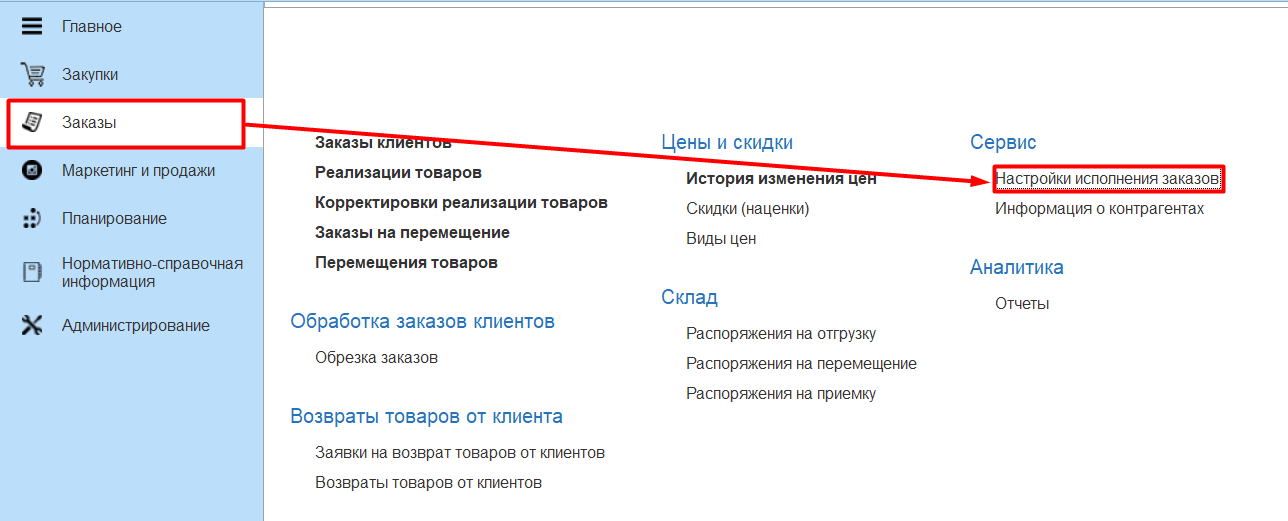 Главное
Закупки
Заказы
Маркетинг и продажи
Планирование
Нормативно-справочная
информация
Администрирование
Заказы клиентов
Реализации товаров
Корректировки реализации товаров
Заказы на перемещение
Перемещения товаров
Обработка заказов клиентов
Обрезка заказов
Возвраты товаров от клиента
Заявки на возврат товаров от клиентов
Возвраты товаров от клиентов
Цены и скидки
История изменения цен
Скидки (наценки)
Виды цен
Склад
Распоряжения на отгрузку
Распоряжения на перемещение
Распоряжения на приемку
Сервис
Настройки исполнения заказов
Информация о контрагентах
Аналитика
Отчеты